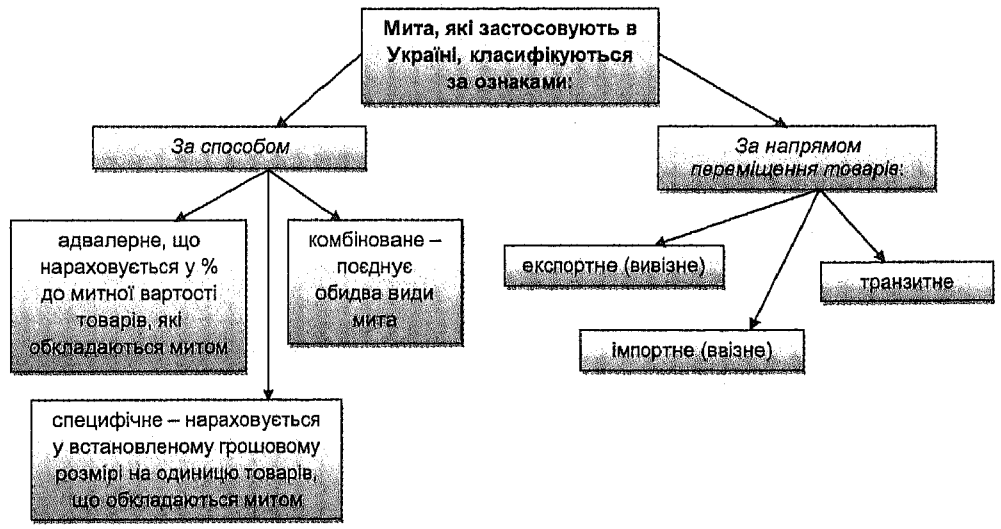 Мита, які застосовують в
Україні, класифікуються
за ознаками:
За способом
За напрямом
переміщення товарів:
адвалерне, що
нараховується у %
до митної вартості
товарів, які
обкладаються митом
комбіноване –
поєднує
обидва види
мита
експортне (вивізне)
транзитне
імпортне (ввізне)
специфічне – нараховується
у встановленому грошовому
розмірі на одиницю товарів,
що обкладаються митом